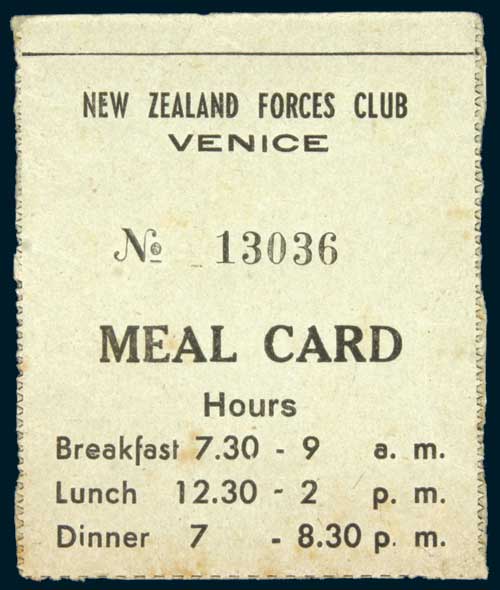 NEW ZEALAND FORCES CLUB
VENICE
№ 13036
MEAL CARD
Hours
Breakfast 7.30 - 9 a. m.
Lunch 12.30 - 2 p. m.
Dinner 7 - 8.30 p. m.